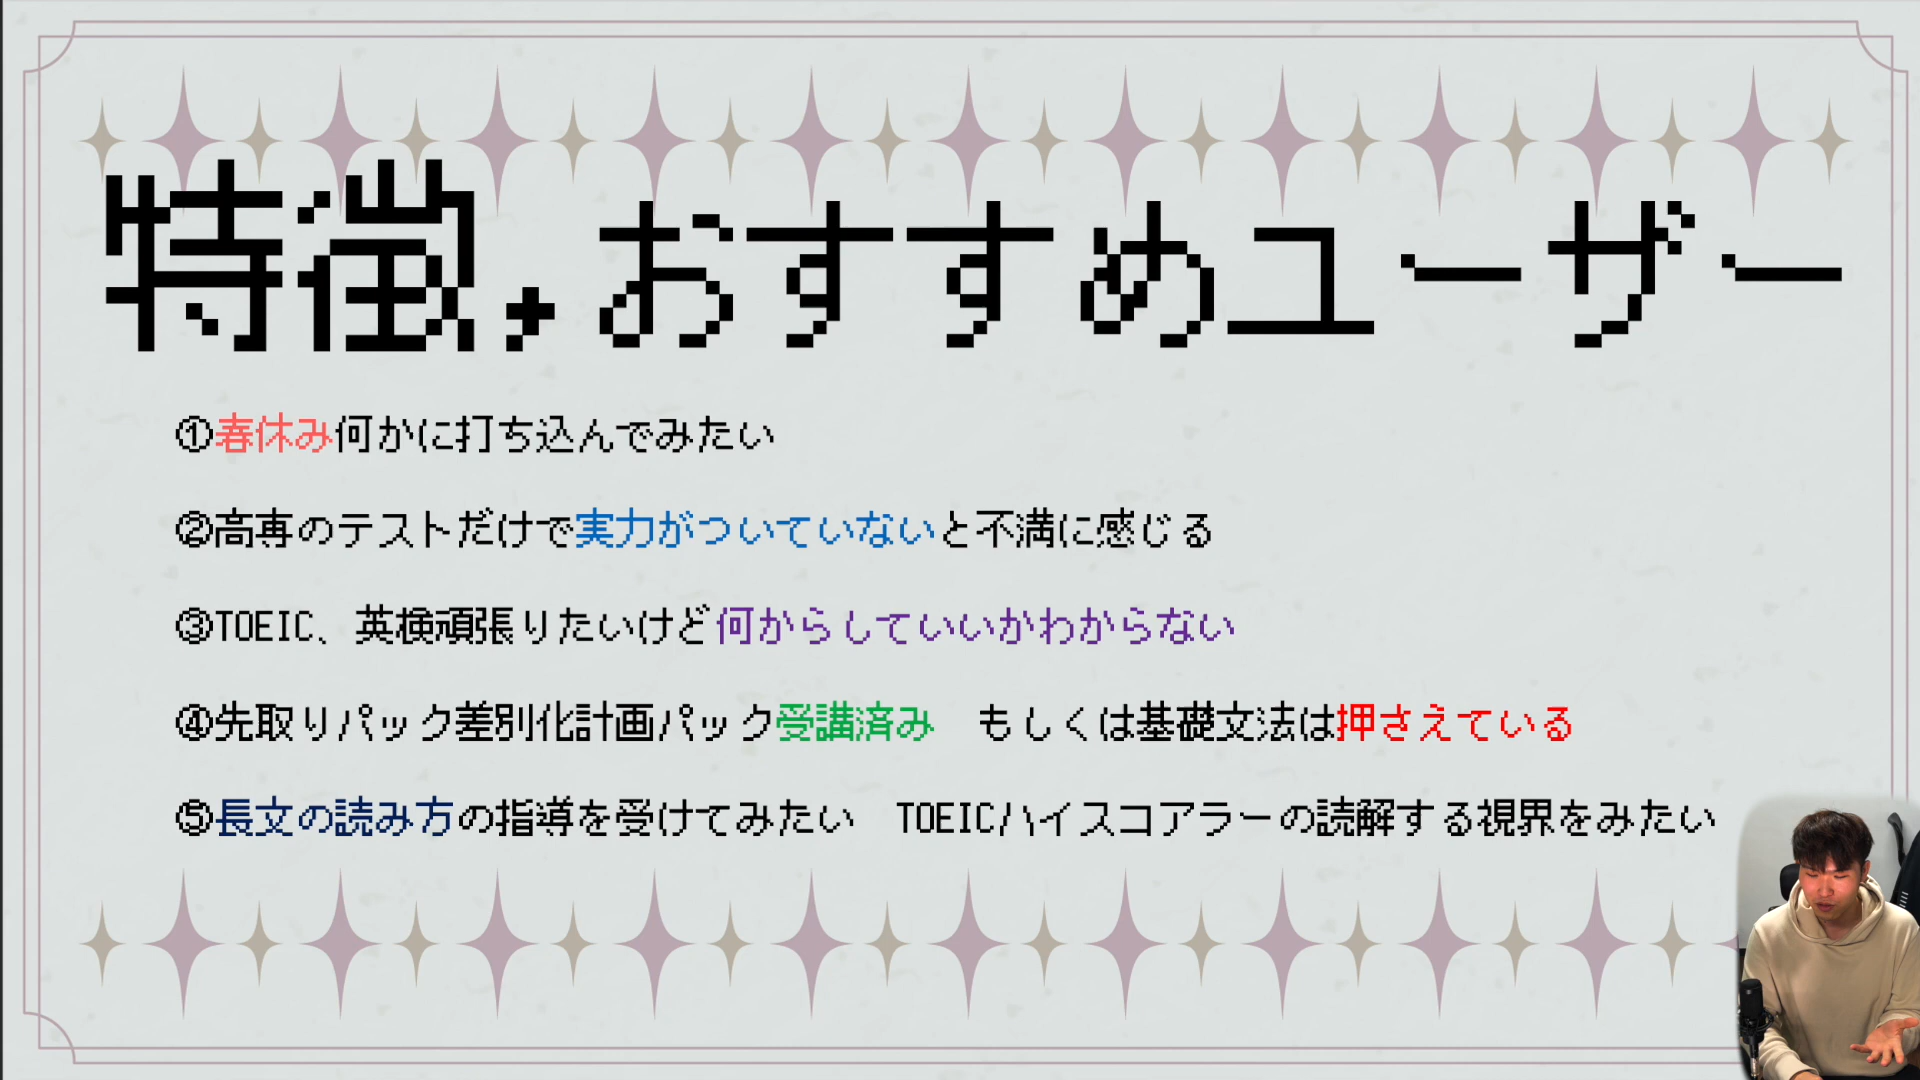 特徴,おすすめユーザー
①春休み何かに打ち込んでみたい
②高専のテストだけで実力がついていないと不満に感じる
③TOEIC、英検頑張りたいけど何からしていいかわからない
④先取りパック差別化計画パック受講済み　もしくは基礎文法は押さえている
⑤長文の読み方の指導を受けてみたい　TOEICハイスコアラーの読解する視界をみたい